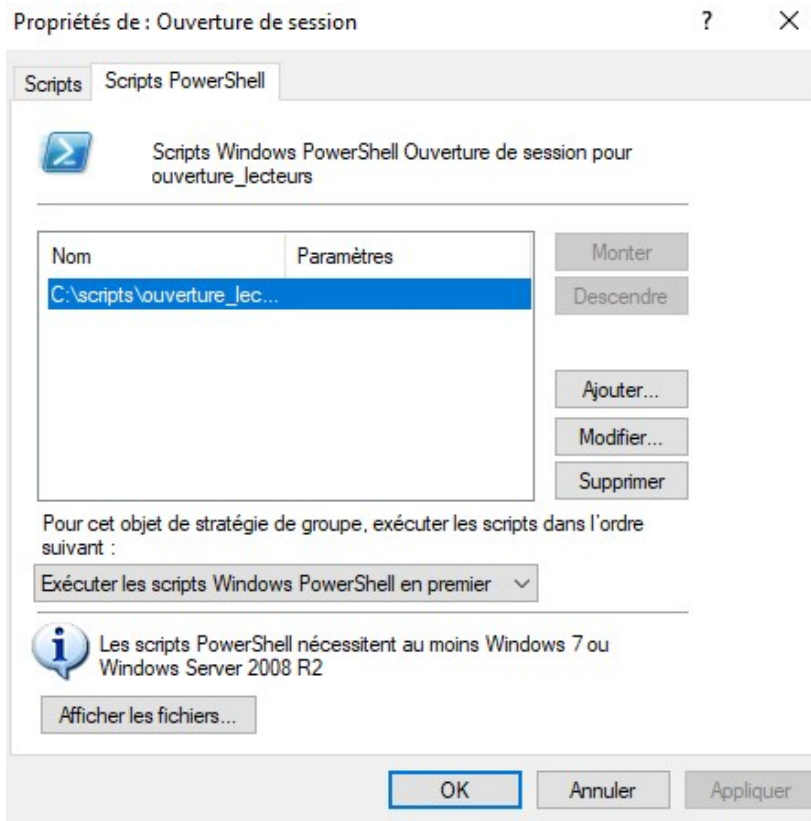 Propriétés de : Ouverture de session
?
Scripts
Scripts PowerShell
Scripts Windows PowerShell Ouverture de session pour
ouverture_lecteurs
Nom
Paramètres
Monter
C:\scripts\ouverture_lec...
Descendre
Ajouter...
Modifier...
Supprimer
Pour cet objet de stratégie de groupe, exécuter les scripts dans l'ordre
suivant :
Exécuter les scripts Windows PowerShell en premier
Les scripts PowerShell nécessitent au moins Windows 7 ou
Windows Server 2008 R2
Afficher les fichiers...
OK
Annuler
Appliquer